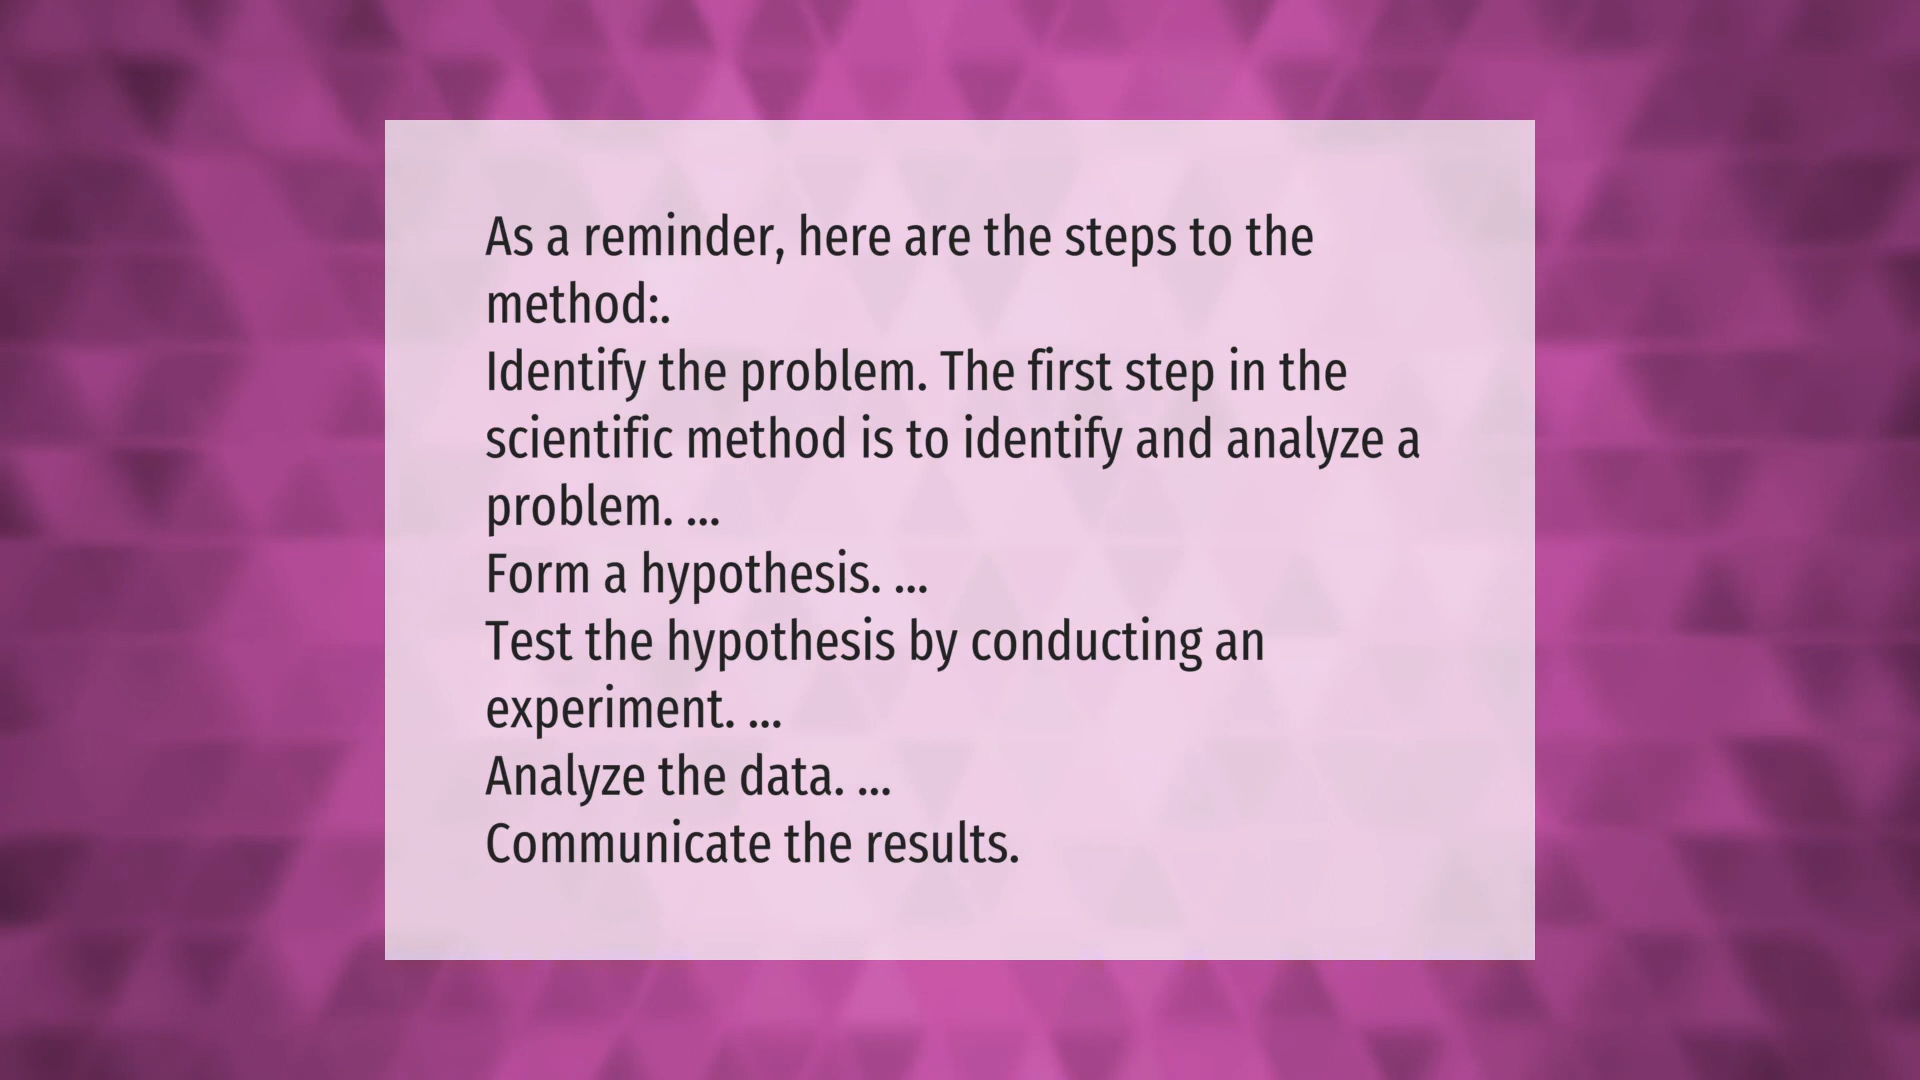 As a reminder, here are the steps to the
method:.
Identify the problem. The first step in the
scientific method is to identify and analyze a
problem. ...
Form a hypothesis. ...
Test the hypothesis by conducting an
experiment. ...
Analyze the data. ...
Communicate the results.